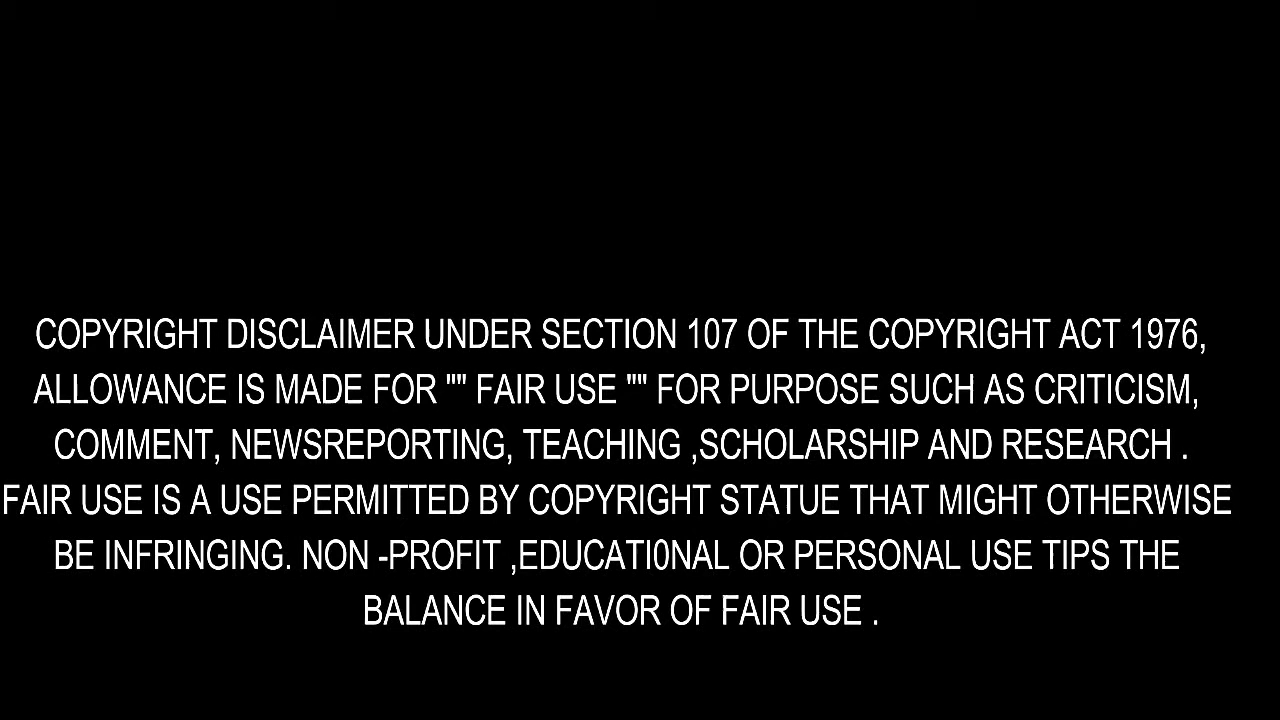 COPYRIGHT DISCLAIMER UNDER SECTION 107 OF THE COPYRIGHT ACT 1976,
ALLOWANCE IS MADE FOR "" FAIR USE "" FOR PURPOSE SUCH AS CRITICISM,
COMMENT, NEWSREPORTING, TEACHING ,SCHOLARSHIP AND RESEARCH .
FAIR USE IS A USE PERMITTED BY COPYRIGHT STATUE THAT MIGHT OTHERWISE
BE INFRINGING. NON -PROFIT ,EDUCATI0NAL OR PERSONAL USE TIPS THE
BALANCE IN FAVOR OF FAIR USE .